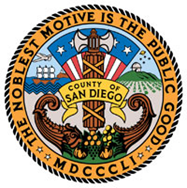 THE NOBLEST MOTIVE IS THE PUBLIC GOOD
COUNTY OF
SAN DIEGO
MDCCCLI